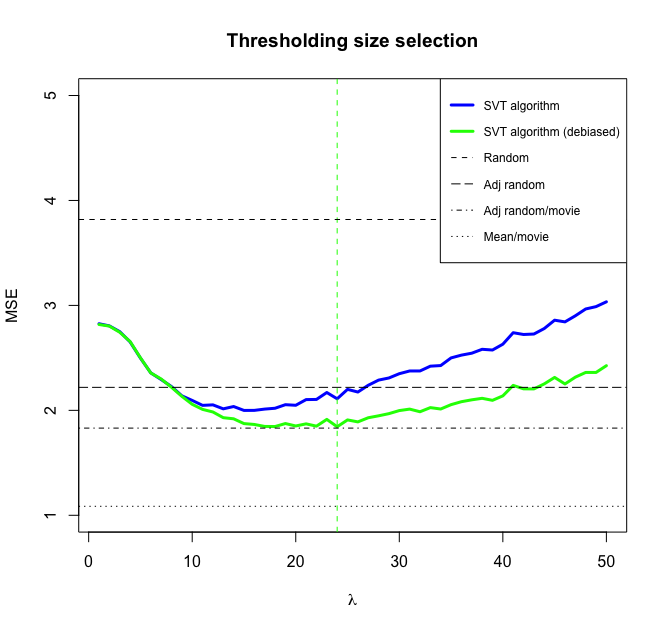 Thresholding size selection
SVT algorithm
SVT algorithm (debiased)
Random
Adj random
Adj random/movie
Mean/movie
MSE
5
4
3
2
1
0 10 20 30 40 50
λ